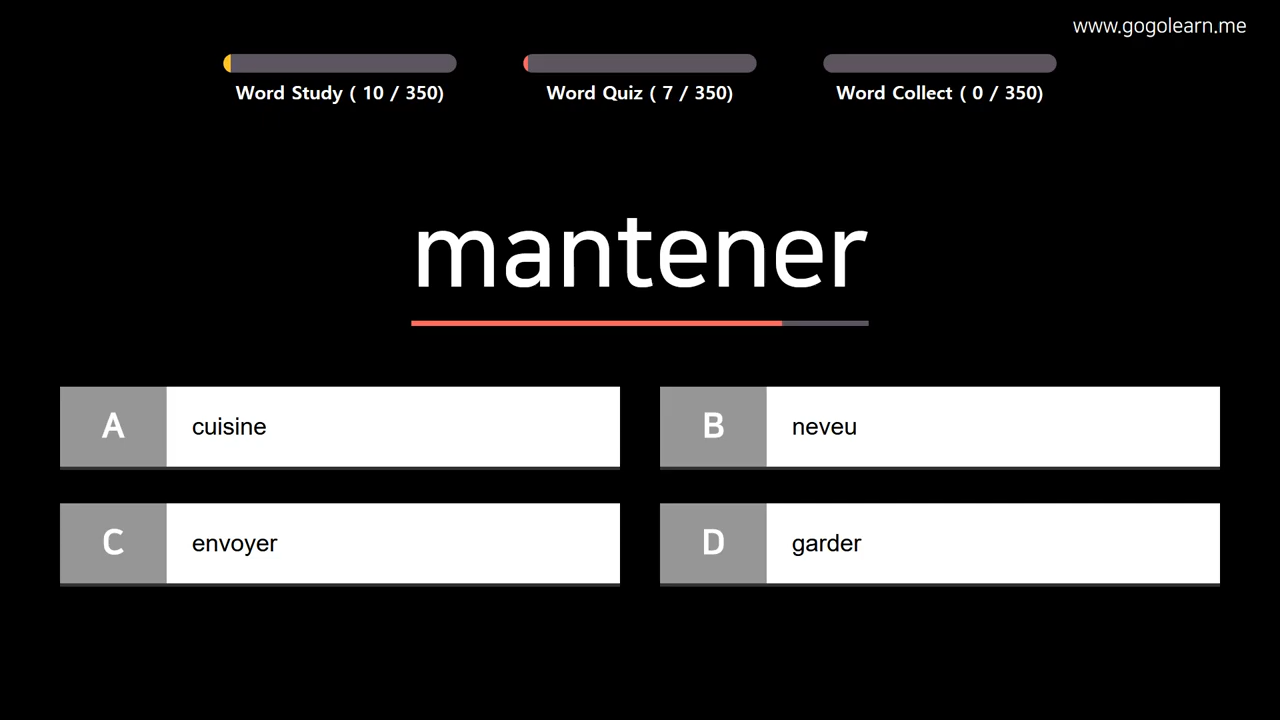 www.gogolearn.me
Word Study ( 10 / 350)
Word Quiz ( 7 / 350)
Word Collect ( 0 / 350)
mantener
A cuisine
B neveu
C envoyer
D garder